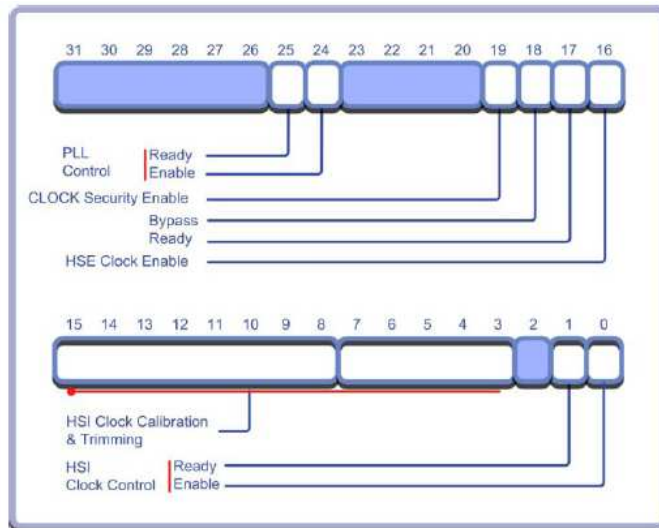 31 30 29 28 27 26 25 24 23 22 21 20 19 18 17 16
PLL
Control
Ready
Enable
CLOCK Security Enable
Bypass
Ready
HSE Clock Enable
15 14 13 12 11 10 9 8 7 6 5 4 3 2 1 0
HSI Clock Calibration
& Trimming
HSI
Clock Control
Ready
Enable